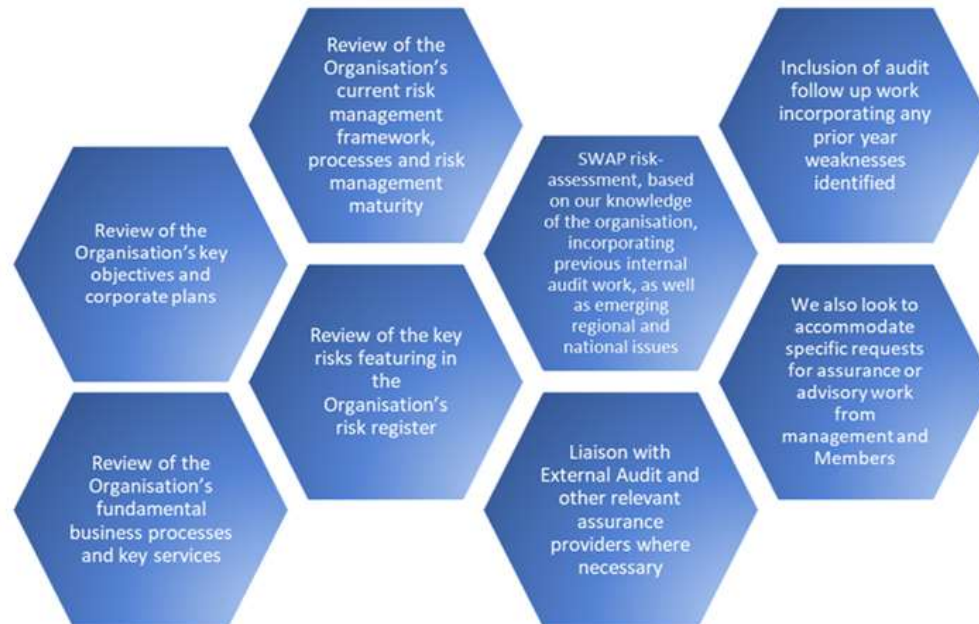 Review of the
Organisation's
current risk
management
framework,
processes and risk
management
maturity
Inclusion of audit
follow up work
incorporating any
prior year
weaknesses
identified
SWAP risk-
assessment, based
on our knowledge
of the organisation,
incorporating
previous internal
audit work, as well
as emerging
regional and
national issues
Review of the
Organisation's key
objectives and
corporate plans
Review of the key
risks featuring in
the
Organisation's
risk register
We also look to
accommodate
specific requests
for assurance or
advisory work
from
management and
Members
Review of the
Organisation's
fundamental
business processes
and key services
Liaison with
External Audit and
other relevant
assurance
providers where
necessary